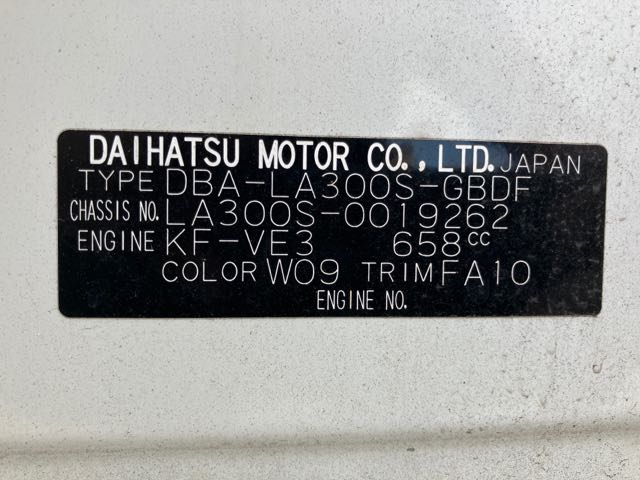 DAIHATSU MOTOR CO., LTD. JAPAN
TYPE DBA-LA300S-GBDF
CHASSIS NO. LA300S-0019262
ENGINE KF-VE3 658cc
COLOR W09 TRIM FA10
ENGINE NO.